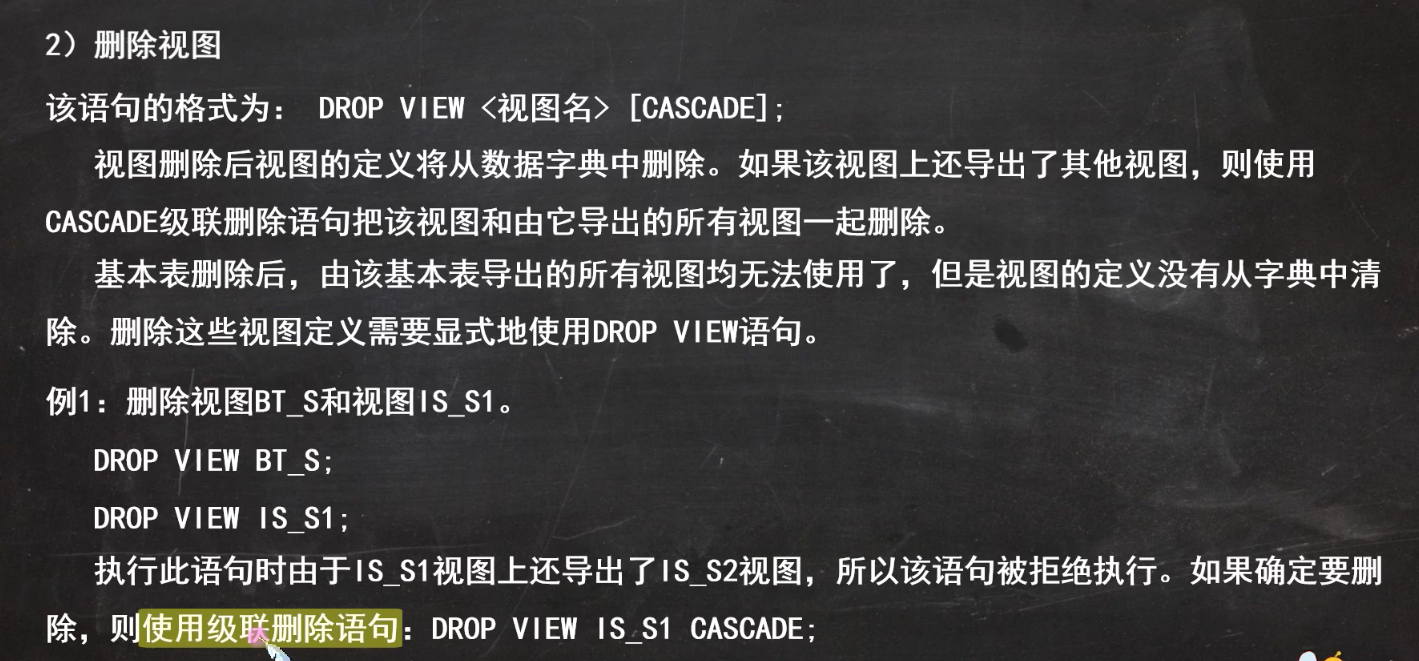 2）删除视图
该语句的格式为： DROP VIEW <视图名> [CASCADE];
视图删除后视图的定义将从数据字典中删除。如果该视图上还导出了其他视图，则使用
CASCADE级联删除语句把该视图和由它导出的所有视图一起删除。
基本表删除后，由该基本表导出的所有视图均无法使用了，但是视图的定义没有从字典中清
除。删除这些视图定义需要显式地使用DROP VIEW语句。
例1：删除视图BT_S和视图IS_S1。
DROP VIEW BT_S;
DROP VIEW IS_S1;
执行此语句时由于IS_S1视图上还导出了IS_S2视图，所以该语句被拒绝执行。如果确定要删
除，则使用级联删除语句：DROP VIEW IS_S1 CASCADE;